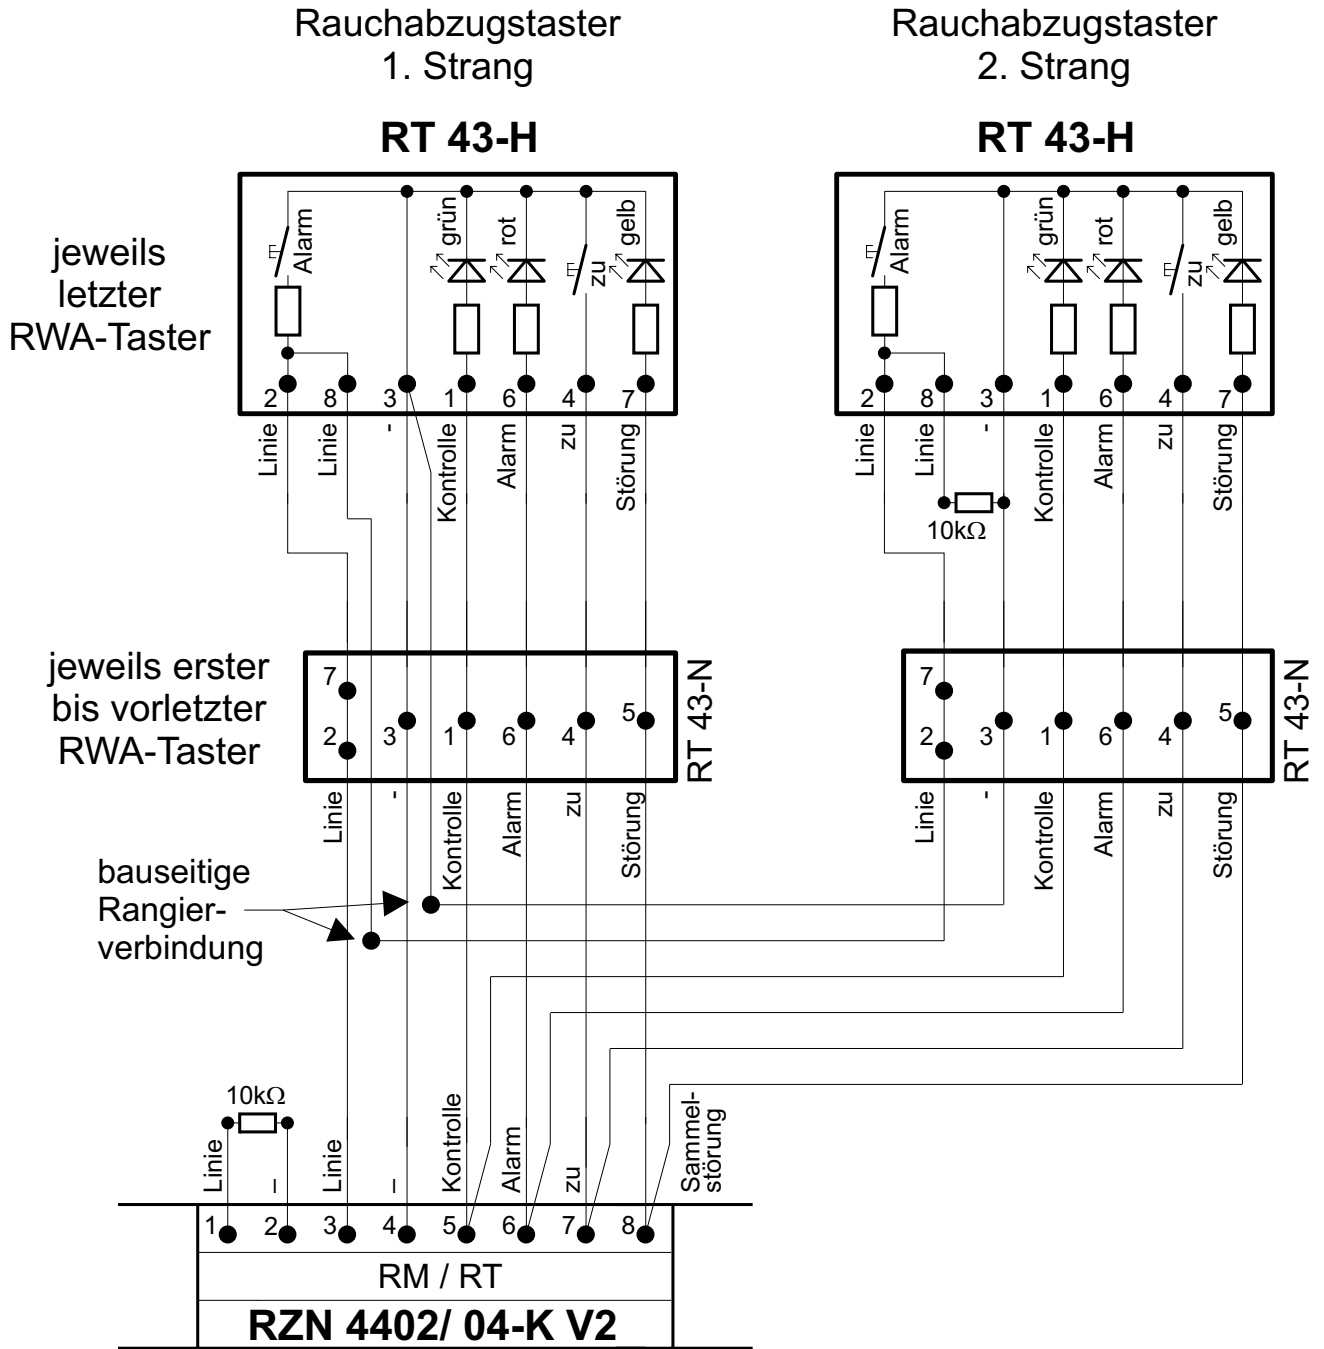 Rauchabzugstaster
1. Strang
Rauchabzugstaster
2. Strang
RT 43-H
RT 43-H
Alarm
grün
rot
zu
gelb
Alarm
grün
rot
zu
gelb
jeweils
letzter
RWA-Taster
2 8 3 1 6 4 7
2 8 3 1 6 4 7
Linie
Linie
-
Kontrolle
Alarm
zu
Störung
Linie
Linie
-
Kontrolle
Alarm
zu
Störung
10kΩ
jeweils erster
bis vorletzter
RWA-Taster
7
2 3 1 6 4 5
RT 43-N
7
2 3 1 6 4 5
RT 43-N
Linie
-
Kontrolle
Alarm
zu
Störung
Linie
-
Kontrolle
Alarm
zu
Störung
bauseitige
Rangier-
verbindung
10kΩ
Linie
–
Linie
–
Kontrolle
Alarm
zu
Sammel-
störung
1 2 3 4 5 6 7 8
RM / RT
RZN 4402/ 04-K V2